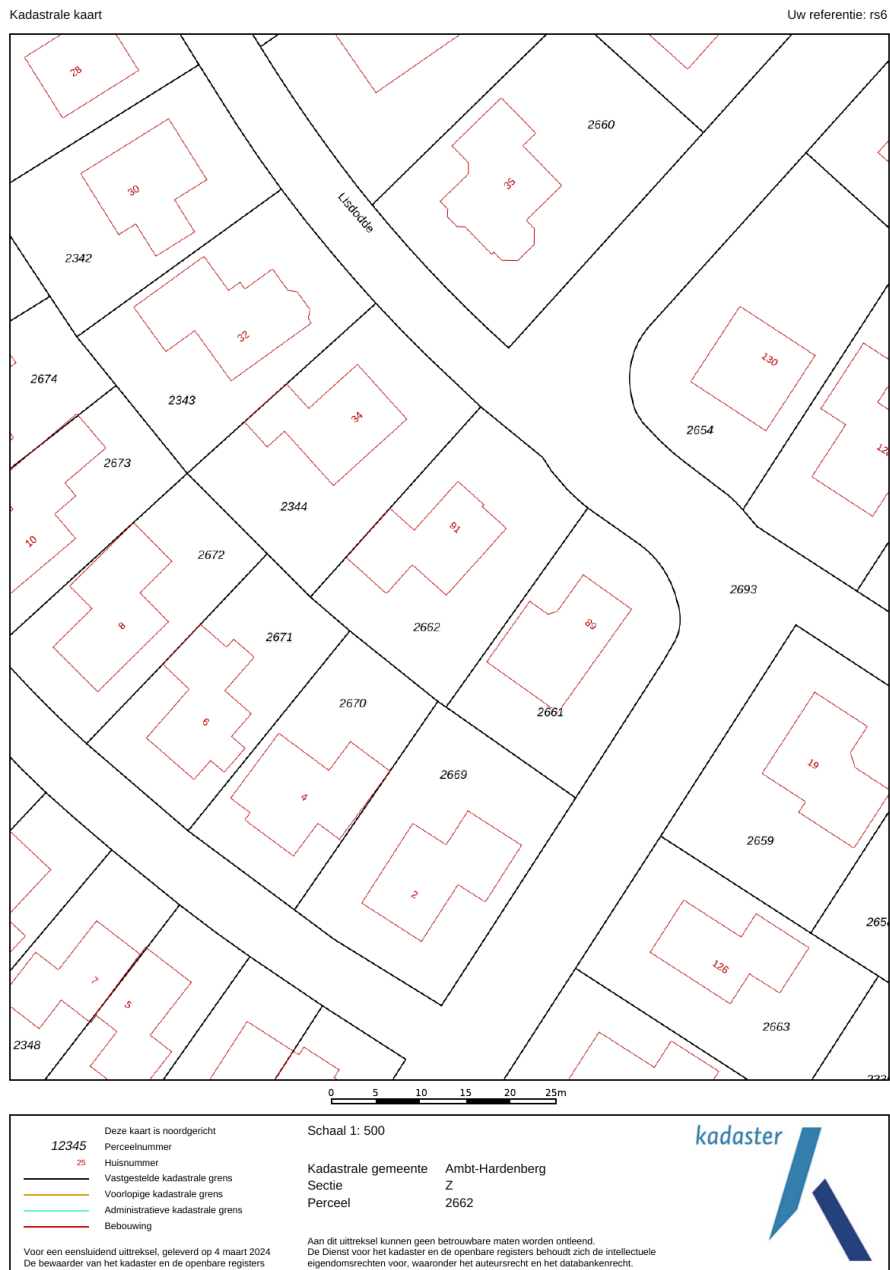 Kadastrale kaart
Uw referentie: rs6
28
2660
30
35
Lisdodde
2342
32
130
2674
2343
34
2654
2673
2344
91
10
2672
2693
8
2671
2662
89
2670
2661
6
19
4
2669
2659
2
126
7
5
2663
2348
0 5 10 15 20 25m
Deze kaart is noordgericht
12345 Perceelnummer
25 Huisnummer
Vastgestelde kadastrale grens
Voorlopige kadastrale grens
Administratieve kadastrale grens
Bebouwing
Voor een eensluidend uittreksel, geleverd op 4 maart 2024
De bewaarder van het kadaster en de openbare registers
Schaal 1: 500
Kadastrale gemeente Ambt-Hardenberg
Sectie Z
Perceel 2662
Aan dit uittreksel kunnen geen betrouwbare maten worden ontleend.
De Dienst voor het kadaster en de openbare registers behoudt zich de intellectuele
eigendomsrechten voor, waaronder het auteursrecht en het databankenrecht.
kadaster